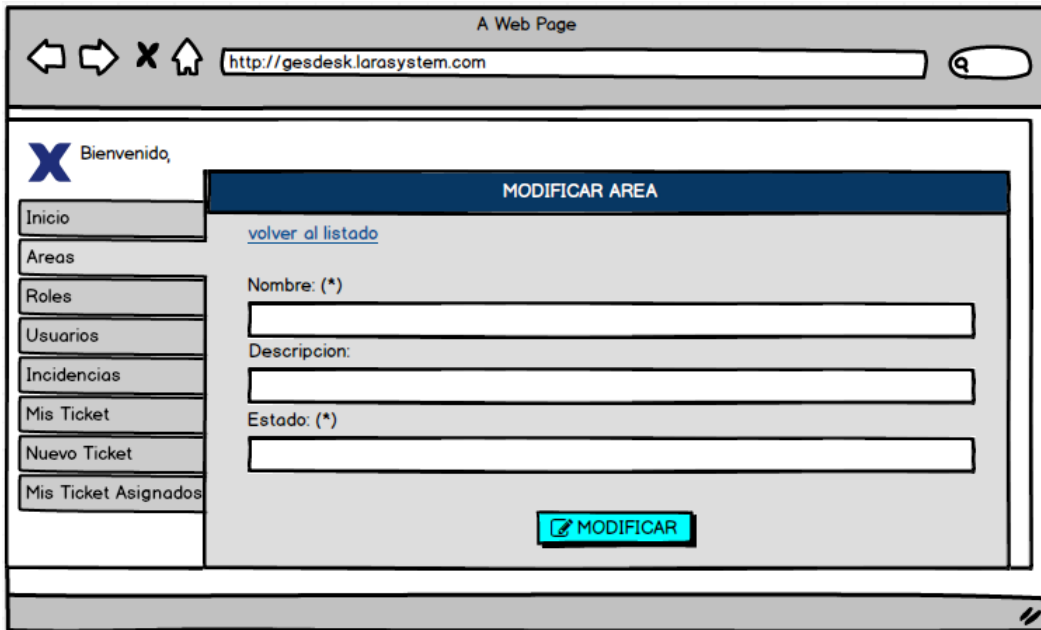 A Web Page
http://gesdesk.larasystem.com
Bienvenido,
MODIFICAR AREA
Inicio
Areas
Roles
Usuarios
Incidencias
Mis Ticket
Nuevo Ticket
Mis Ticket Asignados
volver al listado
Nombre: (*)
Descripcion:
Estado: (*)
MODIFICAR